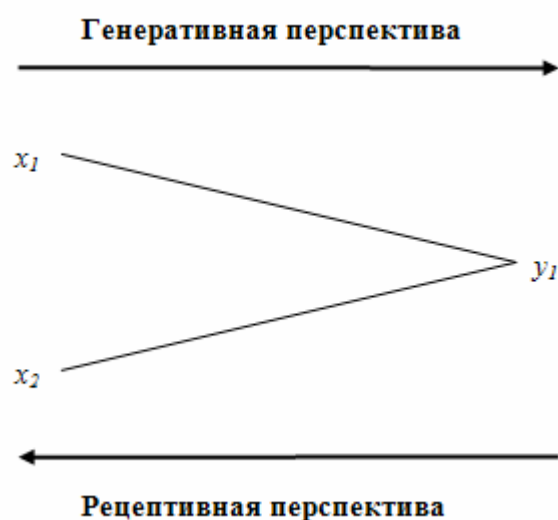 Генеративная перспектива
x1
y1
x2
Рецептивная перспектива